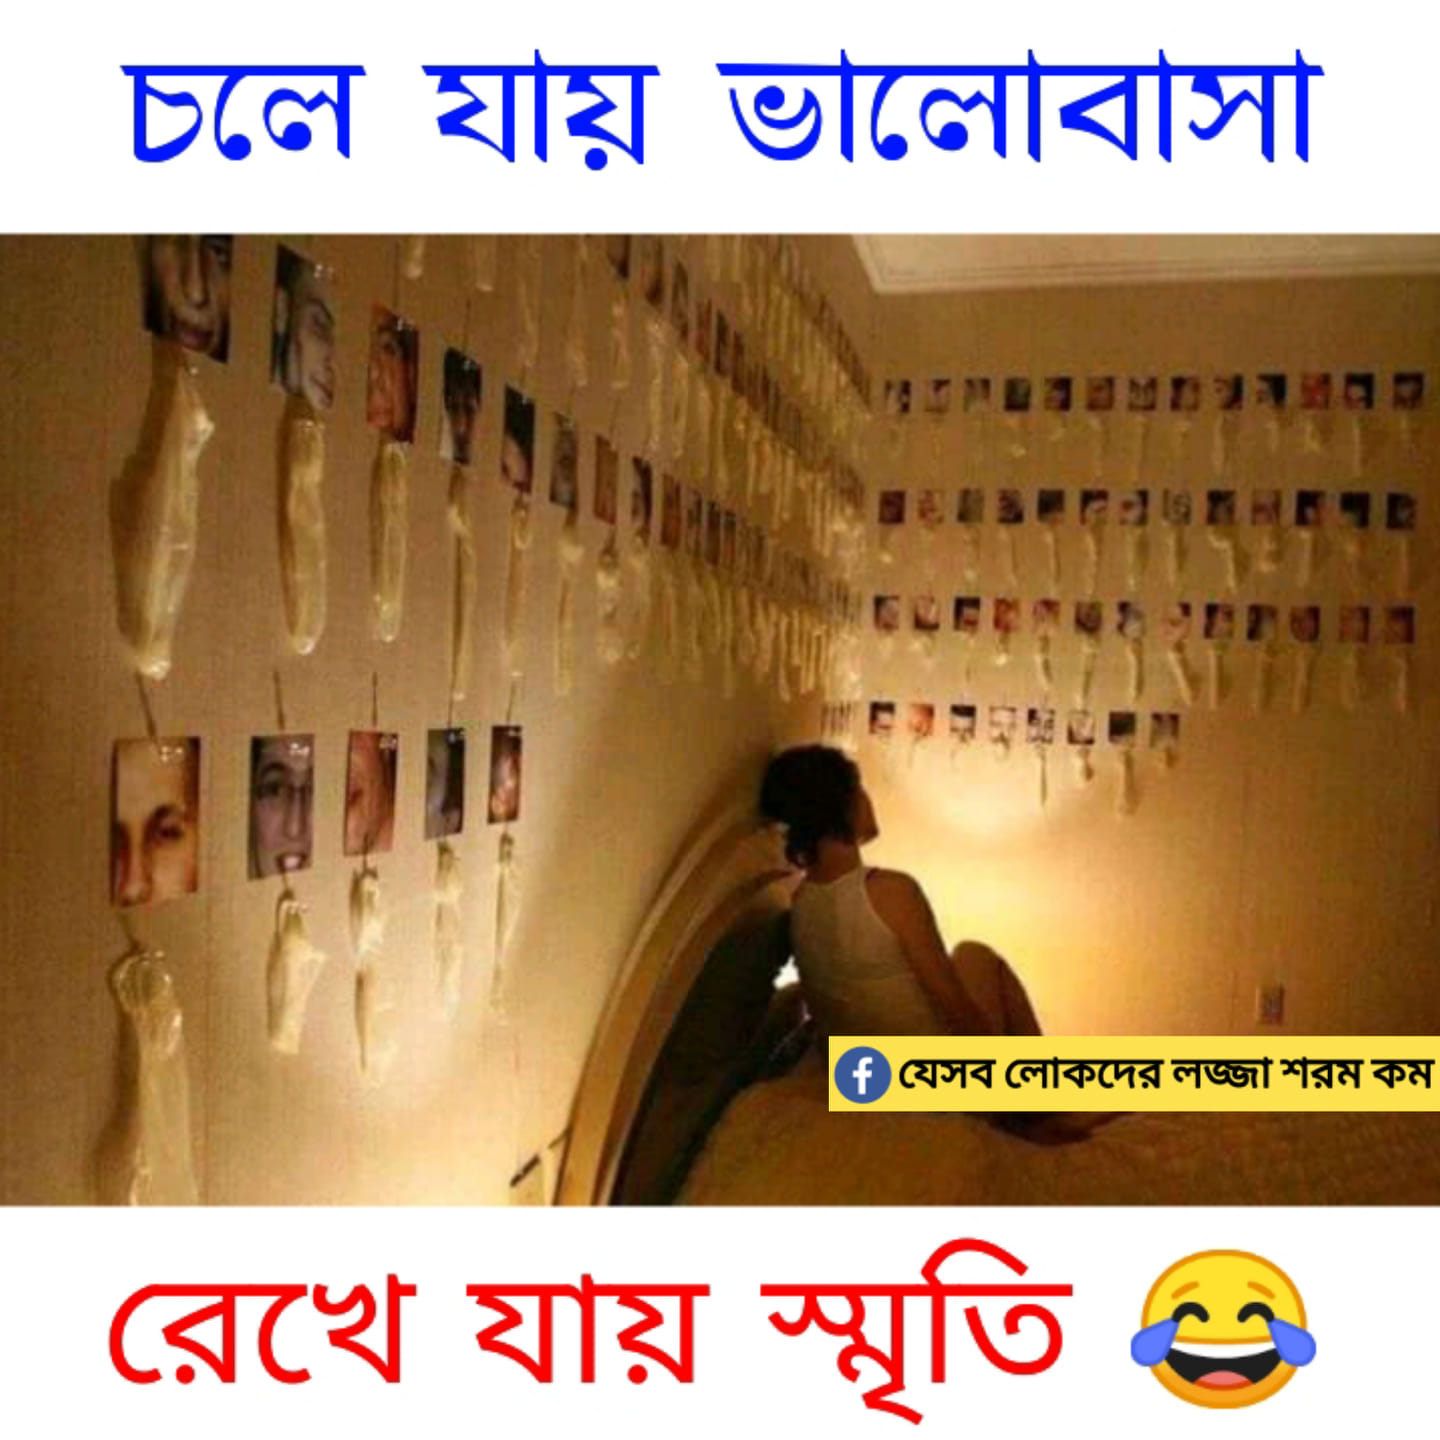 চলে যায় ভালোবাসা
যেসব লোকদের লজ্জা শরম কম
রেখে যায় স্মৃতি 😂